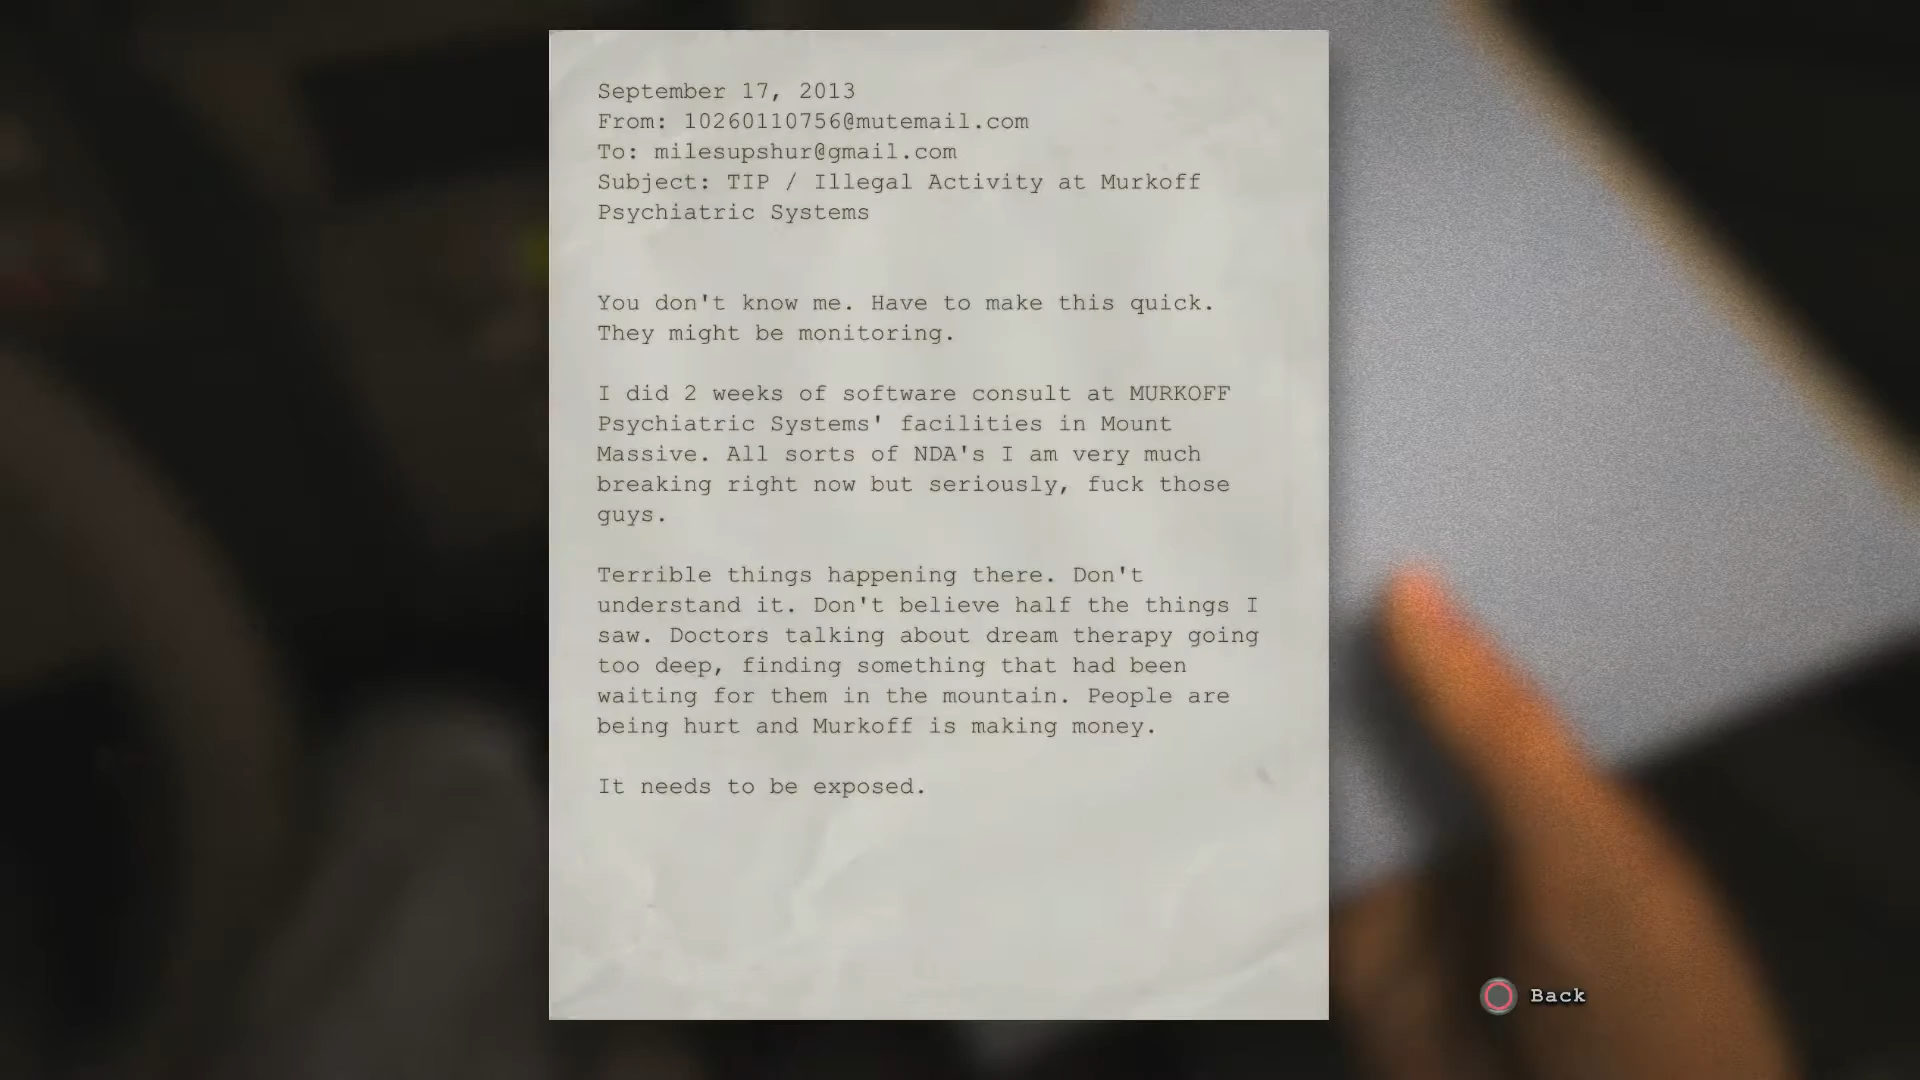 September 17, 2013
From: 10260110756@mutemail.com
To: milesupshur@gmail.com
Subject: TIP / Illegal Activity at Murkoff
Psychiatric Systems
You don't know me. Have to make this quick.
They might be monitoring.
I did 2 weeks of software consult at MURKOFF
Psychiatric Systems' facilities in Mount
Massive. All sorts of NDA's I am very much
breaking right now but seriously, fuck those
guys.
Terrible things happening there. Don't
understand it. Don't believe half the things I
saw. Doctors talking about dream therapy going
too deep, finding something that had been
waiting for them in the mountain. People are
being hurt and Murkoff is making money.
It needs to be exposed.
Back